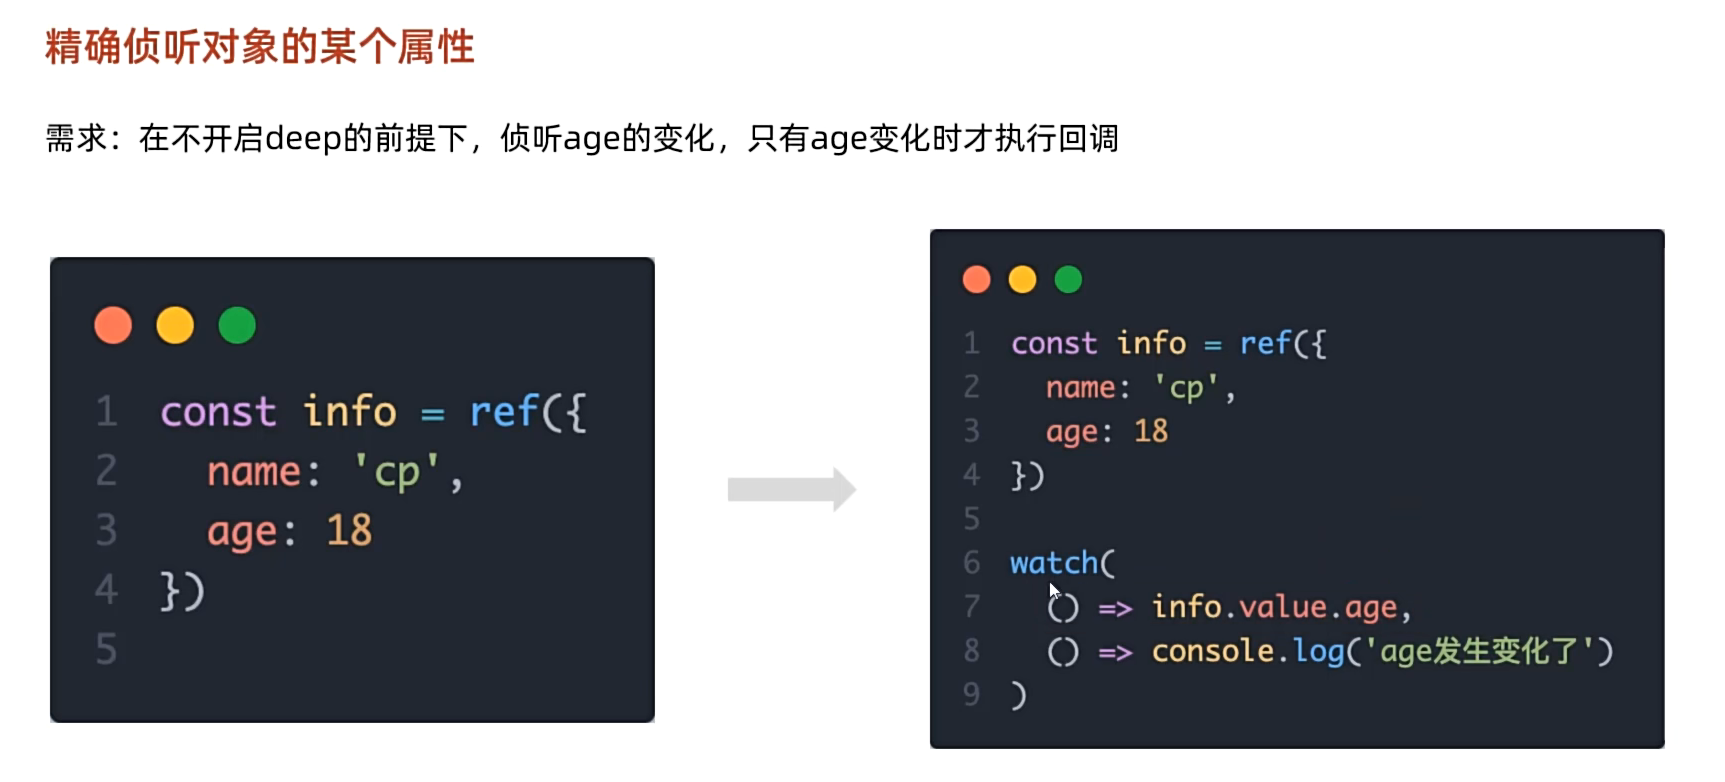 精确侦听对象的某个属性
需求：在不开启deep的前提下，侦听age的变化，只有age变化时才执行回调
1 const info = ref({
2   name: 'cp',
3   age: 18
4 })
5
1 const info = ref({
2   name: 'cp',
3   age: 18
4 })
5
6 watch(
7   () => info.value.age,
8   () => console.log('age发生变化了')
9 )